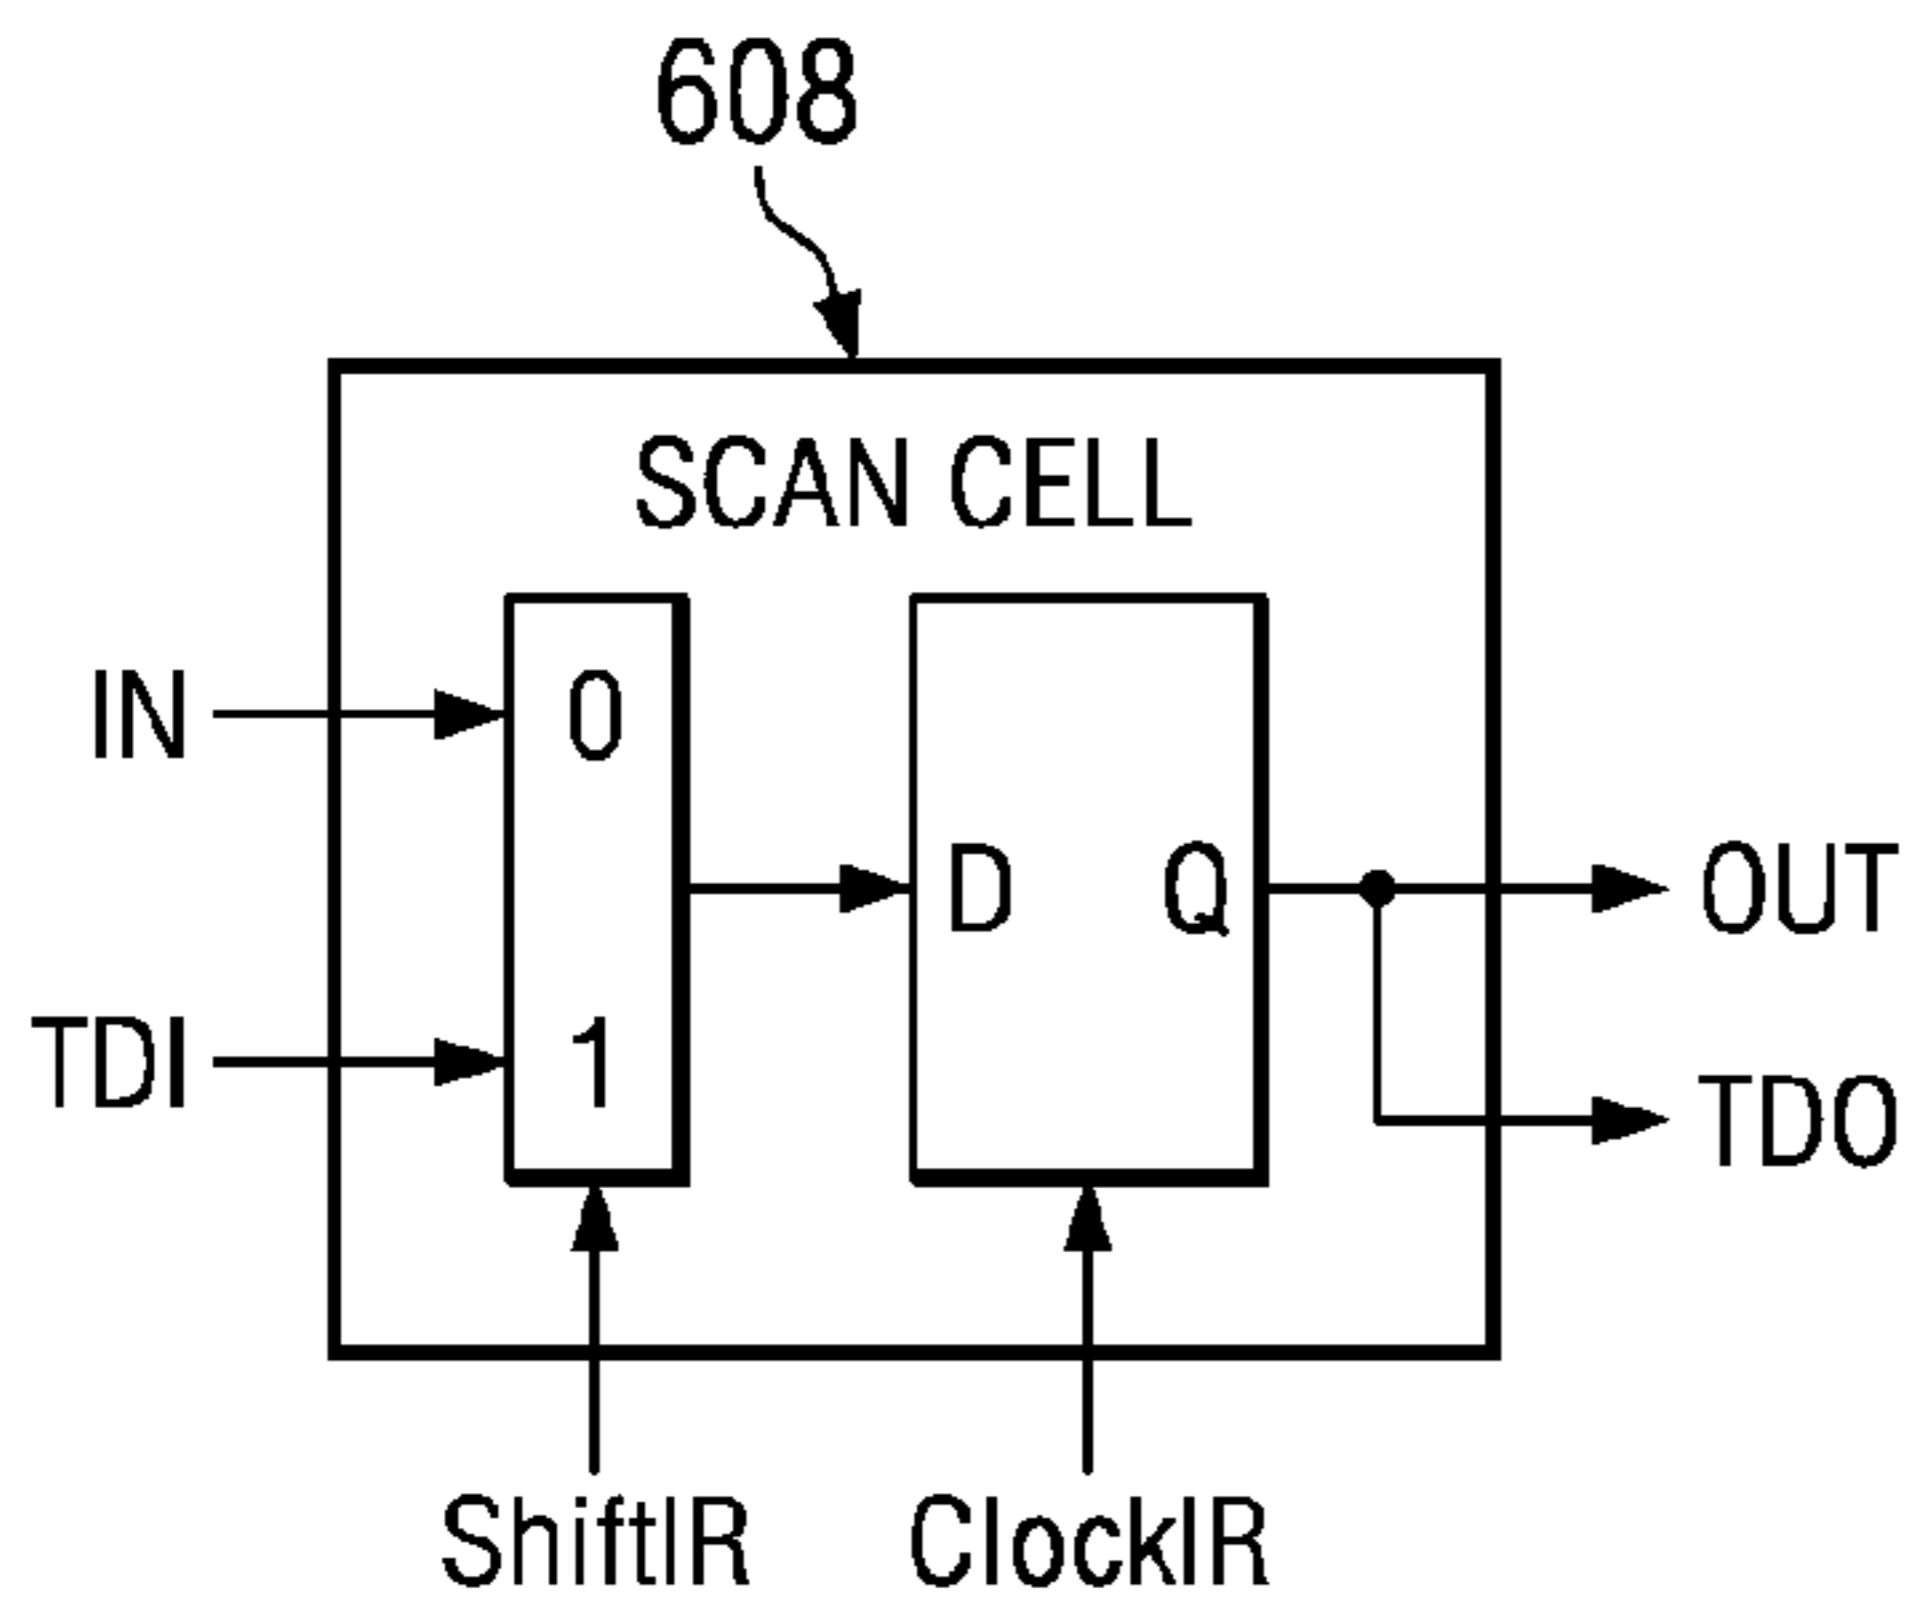 608
SCAN CELL
IN
0
D
Q
OUT
TDI
1
TDO
ShiftIR
ClockIR